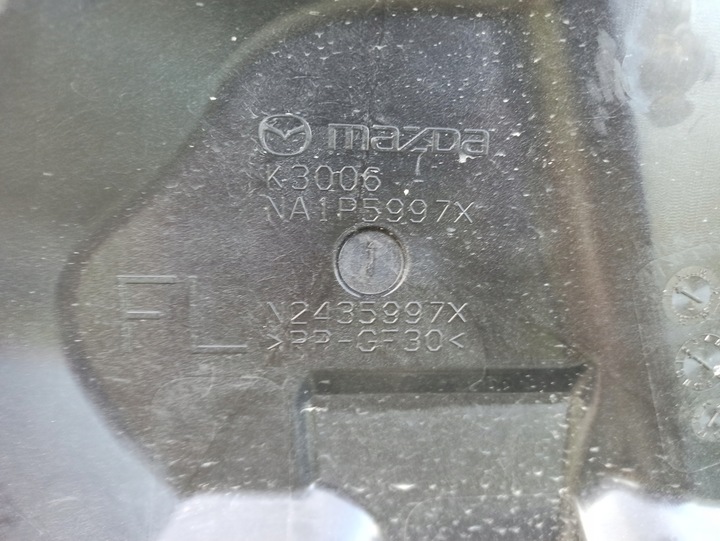 mazda
K3006
NA1P5997X
FL
N2435997X
>PP-GF30<